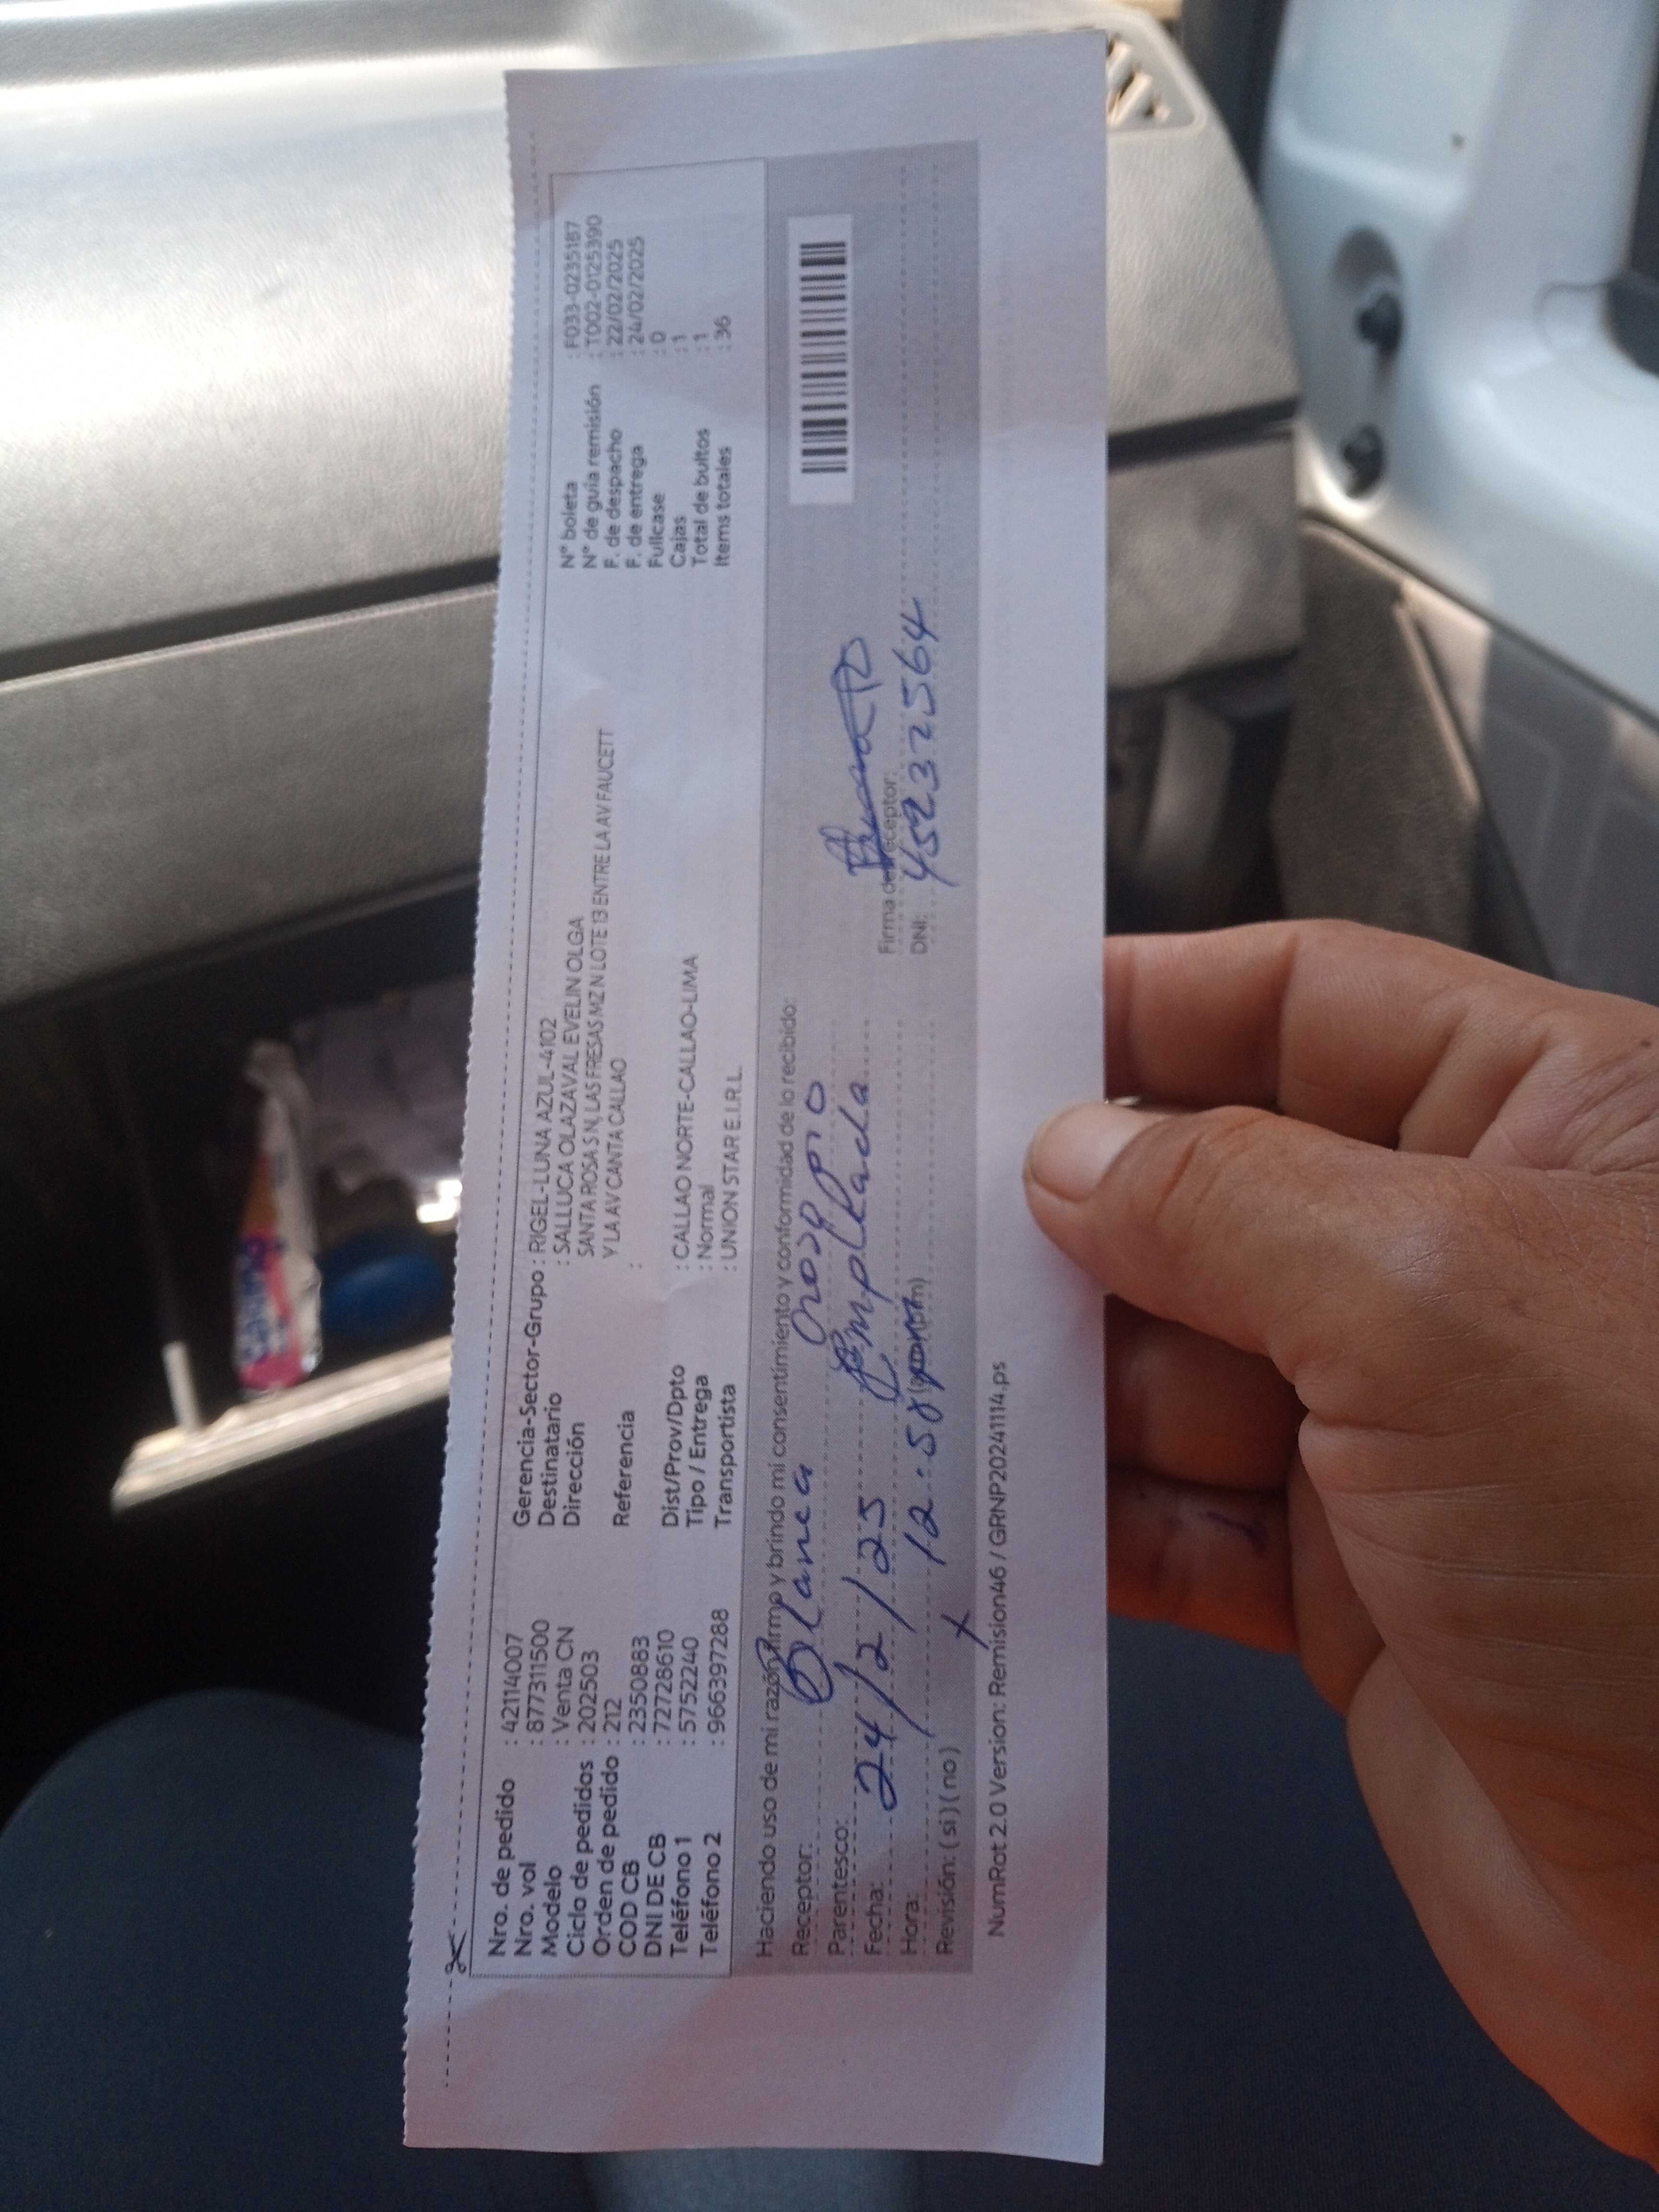 Nro. de pedido : 42114007
Nro. vol : 877311500
Modelo : Venta CN
Ciclo de pedidos : 202503
Orden de pedido : 212
COD CB : 2350883
DNI DE CB : 72728610
Teléfono 1 : 5752240
Teléfono 2 : 966397288
Gerencia-Sector-Grupo : RIGEL-LUNA AZUL-4102
Destinatario : SALLUCA OLAZAVAL EVELIN OLGA
Dirección SANTA ROSA S N, LAS FRESAS MZ N LOTE 13 ENTRE LA AV FAUCETT
Y LA AV CANTA CALLAO
Referencia :
Dist/Prov/Dpto : CALLAO NORTE-CALLAO-LIMA
Tipo / Entrega : Normal
Transportista : UNION STAR E.I.R.L.
N° boleta : F033-0235187
N° de guía remisión : T002-0125390
F. de despacho : 22/02/2025
F. de entrega : 24/02/2025
Fullcase : 0
Cajas : 1
Total de bultos : 1
Items totales : 36
Haciendo uso de mi razón firmo y brindo mi consentimiento y conformidad de lo recibido:
Receptor: Blanca Orospio
Parentesco: Emplead​a
Fecha: 24/2/25
Hora: 12.58 pm
Revisión: ( si ) ( no )
Firma del receptor:
DNI: 45232564
NumRot 2.0 Version: Remision46 / GRNP20241114.ps